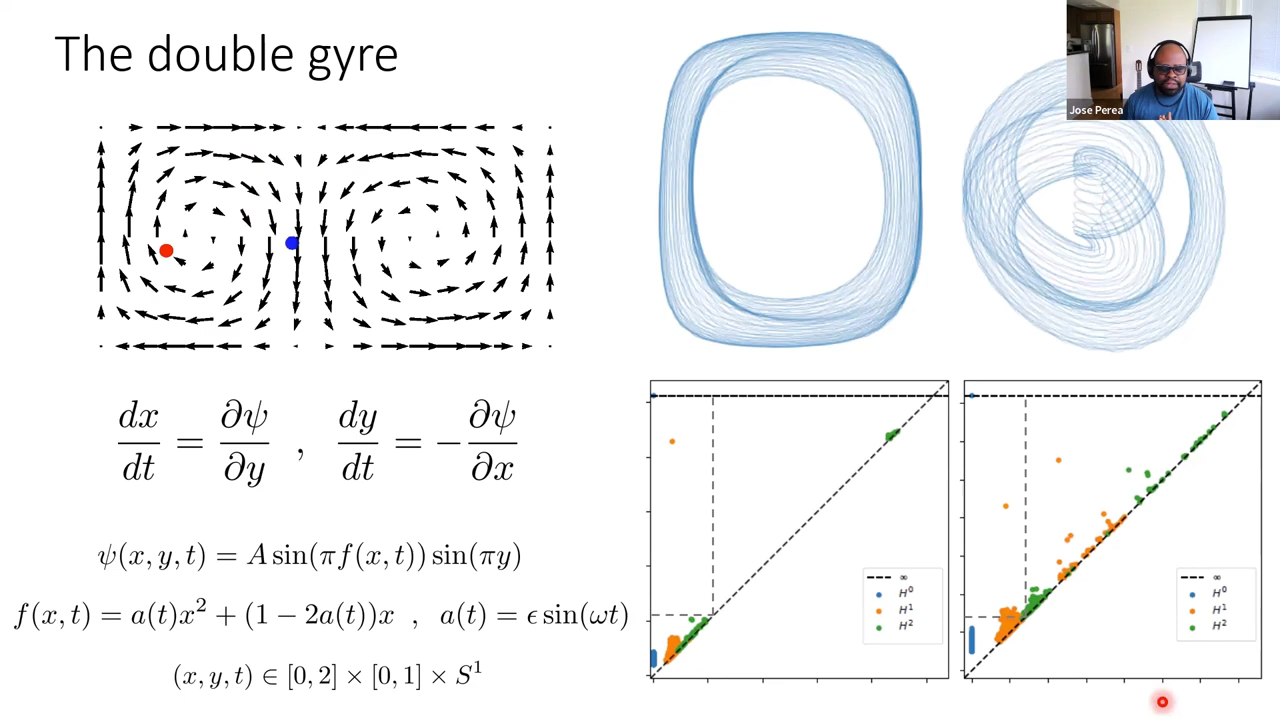 The double gyre
Jose Perea
dx/dt = ∂ψ/∂y , dy/dt = −∂ψ/∂x
ψ(x, y, t) = A sin(πf(x, t)) sin(πy)
f(x, t) = a(t)x² + (1 − 2a(t))x , a(t) = ϵ sin(ωt)
(x, y, t) ∈ [0, 2] × [0, 1] × S¹
∞
H⁰
H¹
H²
∞
H⁰
H¹
H²